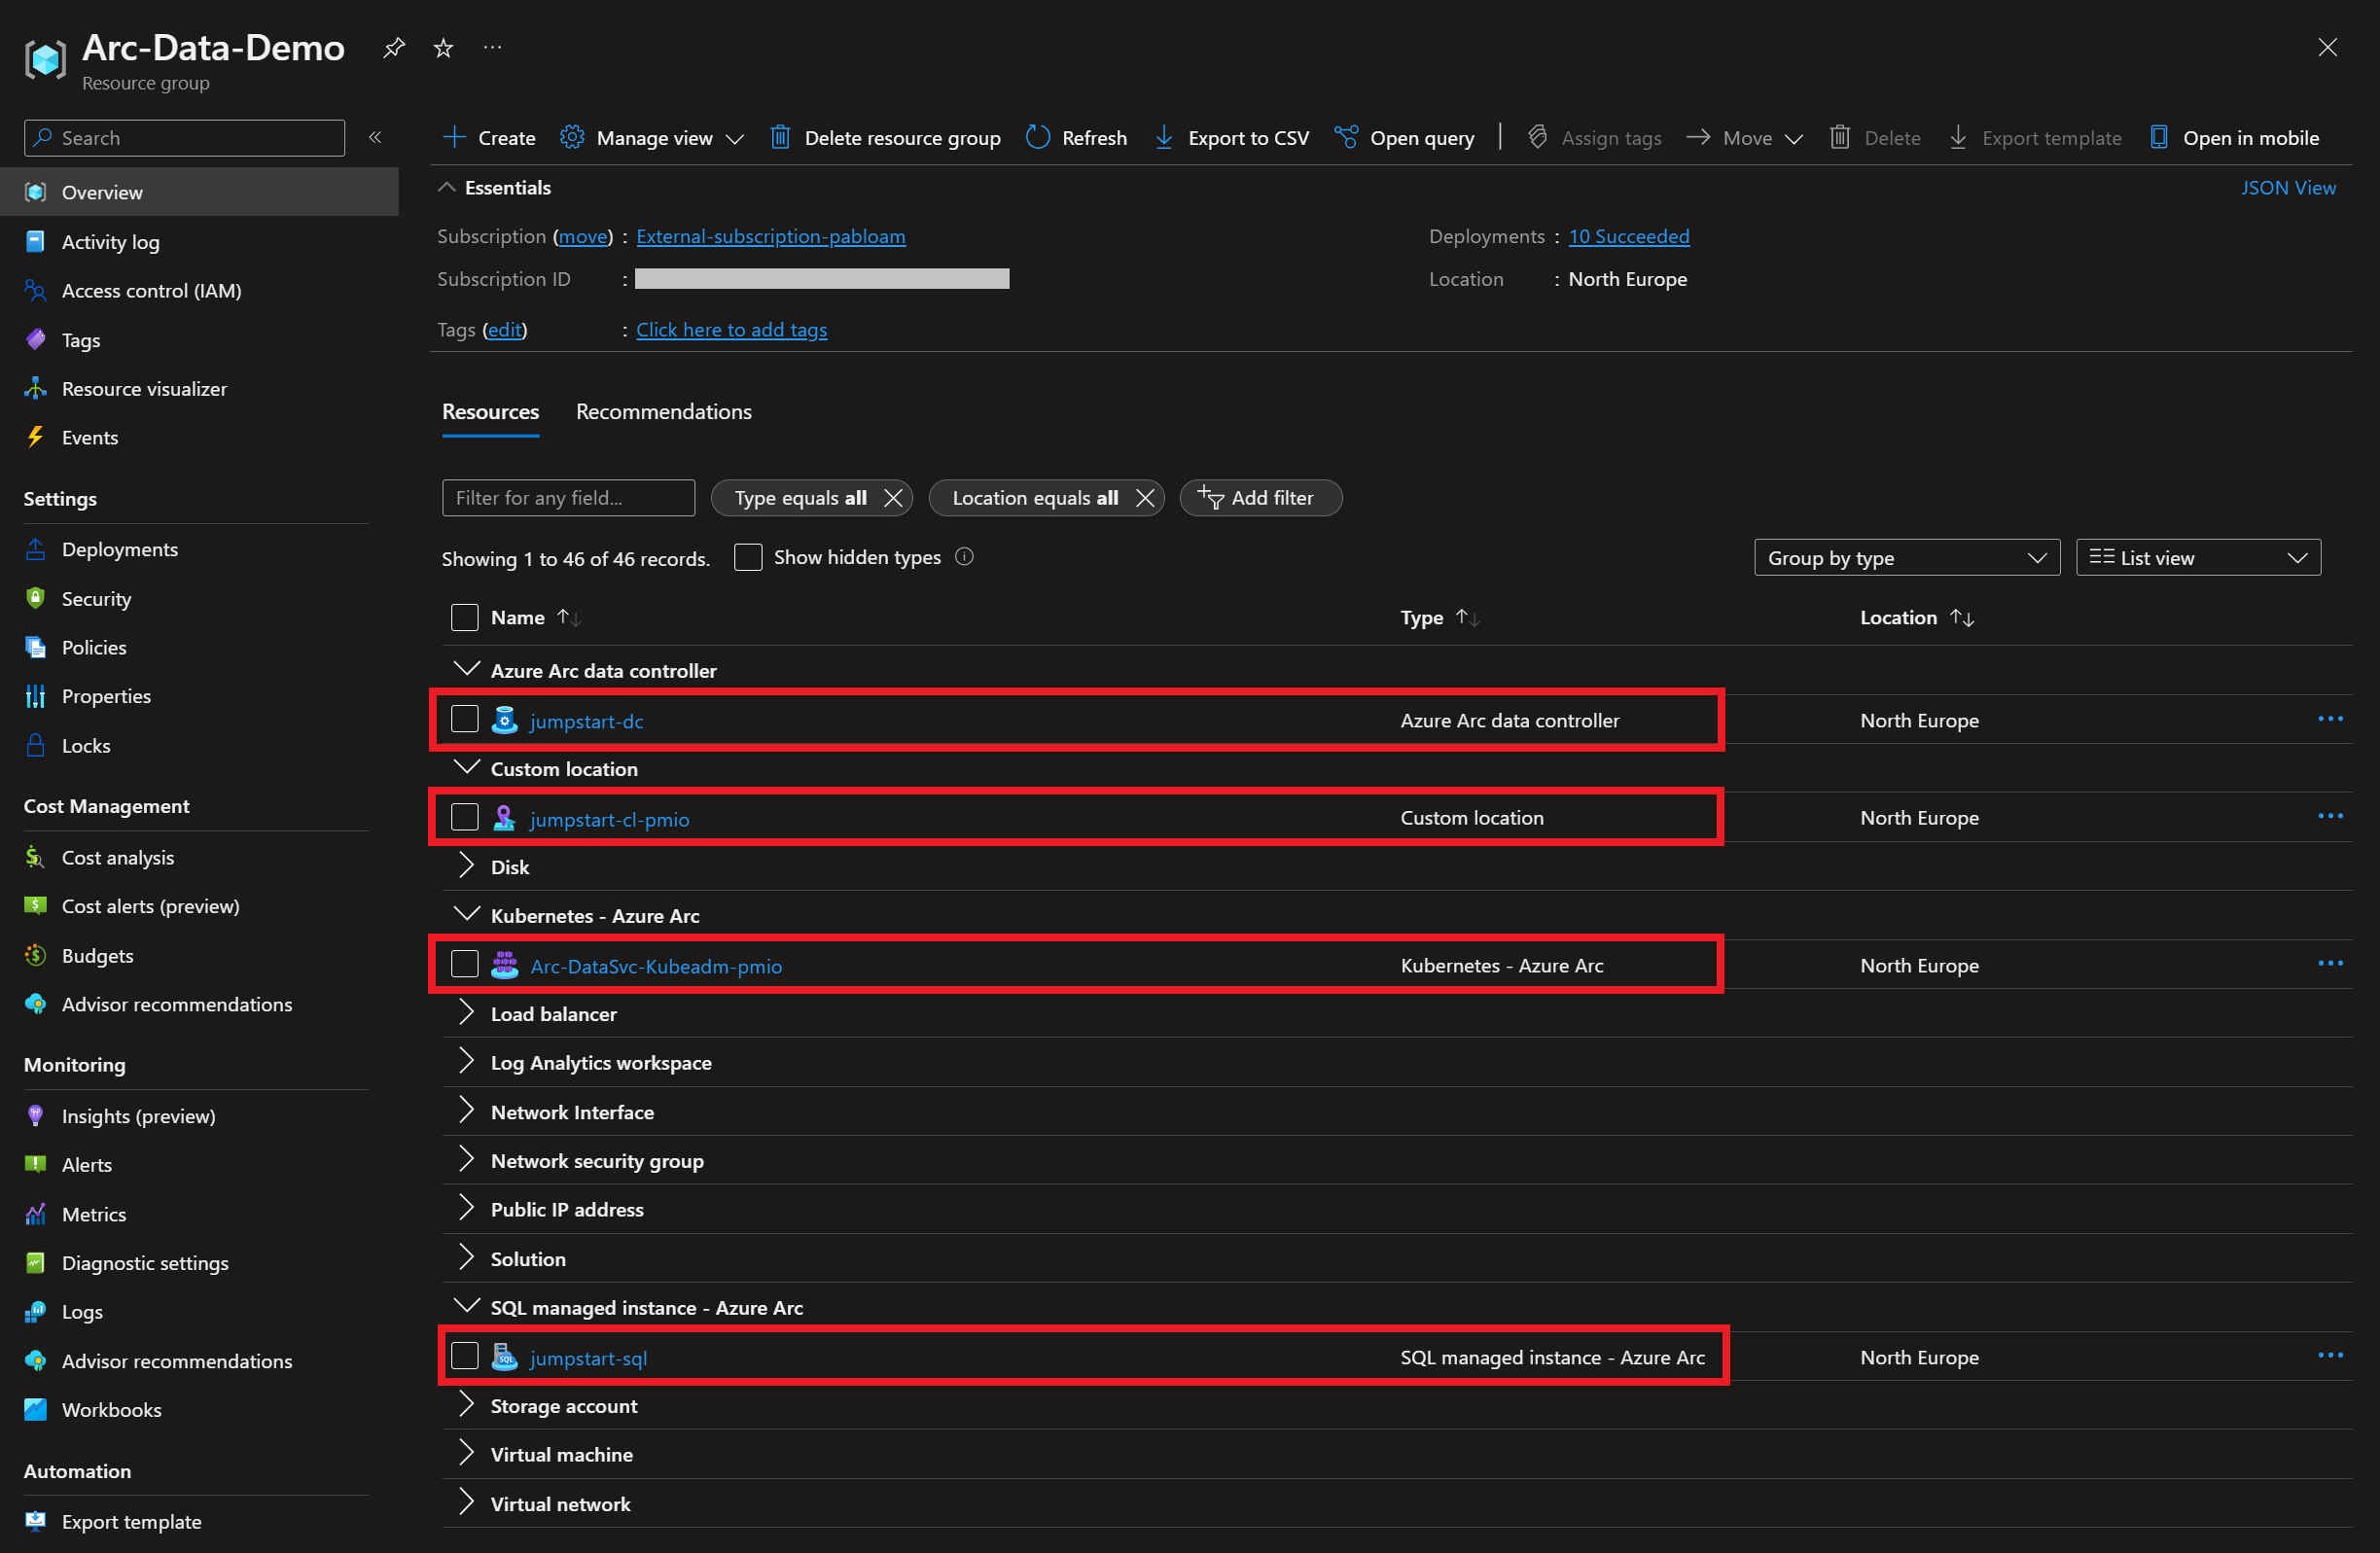 Arc-Data-Demo
Resource group
Search
Create Manage view Delete resource group Refresh Export to CSV Open query Assign tags Move Delete Export template Open in mobile
Overview
Activity log
Access control (IAM)
Tags
Resource visualizer
Events
Settings
Deployments
Security
Policies
Properties
Locks
Cost Management
Cost analysis
Cost alerts (preview)
Budgets
Advisor recommendations
Monitoring
Insights (preview)
Alerts
Metrics
Diagnostic settings
Logs
Advisor recommendations
Workbooks
Automation
Export template
Essentials JSON View
Subscription (move) : External-subscription-pabloam Deployments : 10 Succeeded
Subscription ID : Location : North Europe
Tags (edit) : Click here to add tags
Resources Recommendations
Filter for any field... Type equals all Location equals all Add filter
Showing 1 to 46 of 46 records. Show hidden types Group by type List view
Name Type Location
Azure Arc data controller
jumpstart-dc Azure Arc data controller North Europe
Custom location
jumpstart-cl-pmio Custom location North Europe
Disk
Kubernetes - Azure Arc
Arc-DataSvc-Kubeadm-pmio Kubernetes - Azure Arc North Europe
Load balancer
Log Analytics workspace
Network Interface
Network security group
Public IP address
Solution
SQL managed instance - Azure Arc
jumpstart-sql SQL managed instance - Azure Arc North Europe
Storage account
Virtual machine
Virtual network